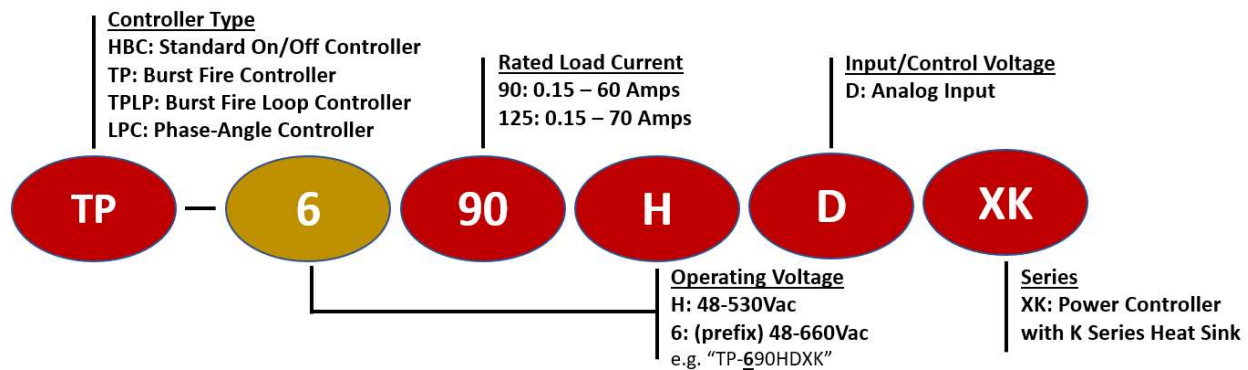 Controller Type
HBC: Standard On/Off Controller
TP: Burst Fire Controller
TPLP: Burst Fire Loop Controller
LPC: Phase-Angle Controller
Rated Load Current
90: 0.15 – 60 Amps
125: 0.15 – 70 Amps
Input/Control Voltage
D: Analog Input
TP – 6 90 H D XK
Operating Voltage
H: 48-530Vac
6: (prefix) 48-660Vac
e.g. “TP-690HDXK”
Series
XK: Power Controller
with K Series Heat Sink